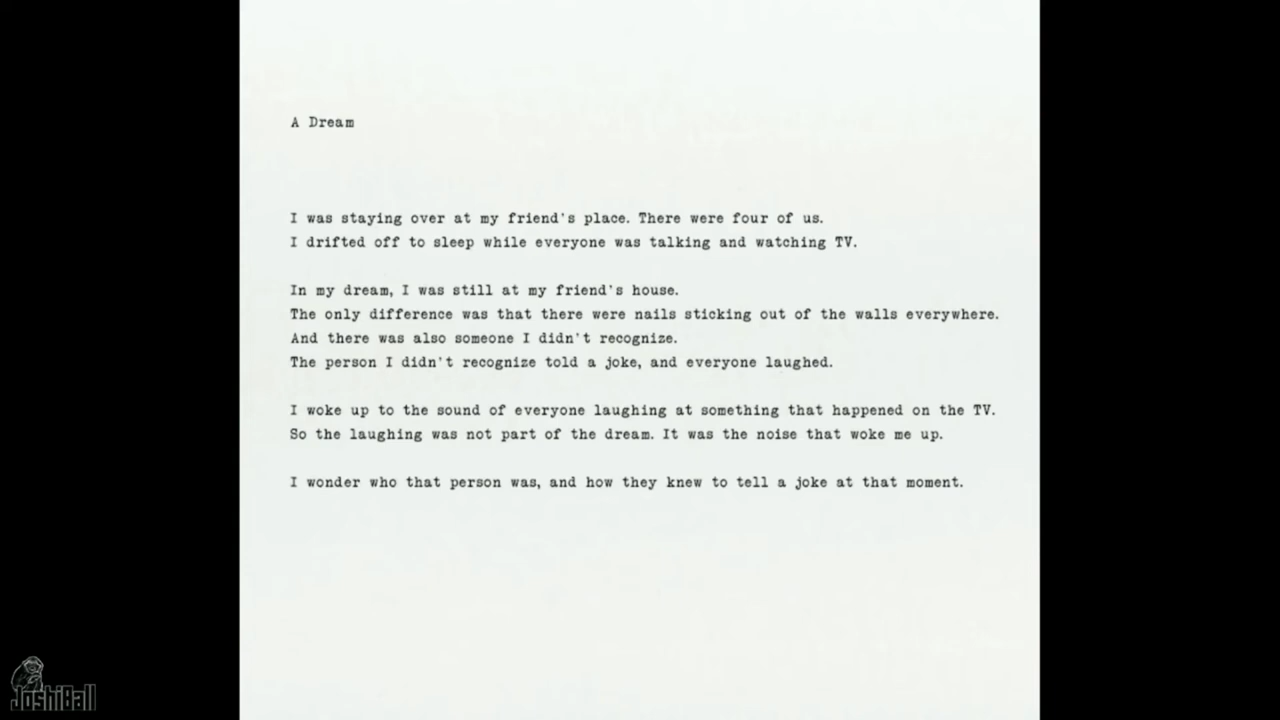 A Dream
I was staying over at my friend's place. There were four of us.
I drifted off to sleep while everyone was talking and watching TV.
In my dream, I was still at my friend's house.
The only difference was that there were nails sticking out of the walls everywhere.
And there was also someone I didn't recognize.
The person I didn't recognize told a joke, and everyone laughed.
I woke up to the sound of everyone laughing at something that happened on the TV.
So the laughing was not part of the dream. It was the noise that woke me up.
I wonder who that person was, and how they knew to tell a joke at that moment.
JoshiBall